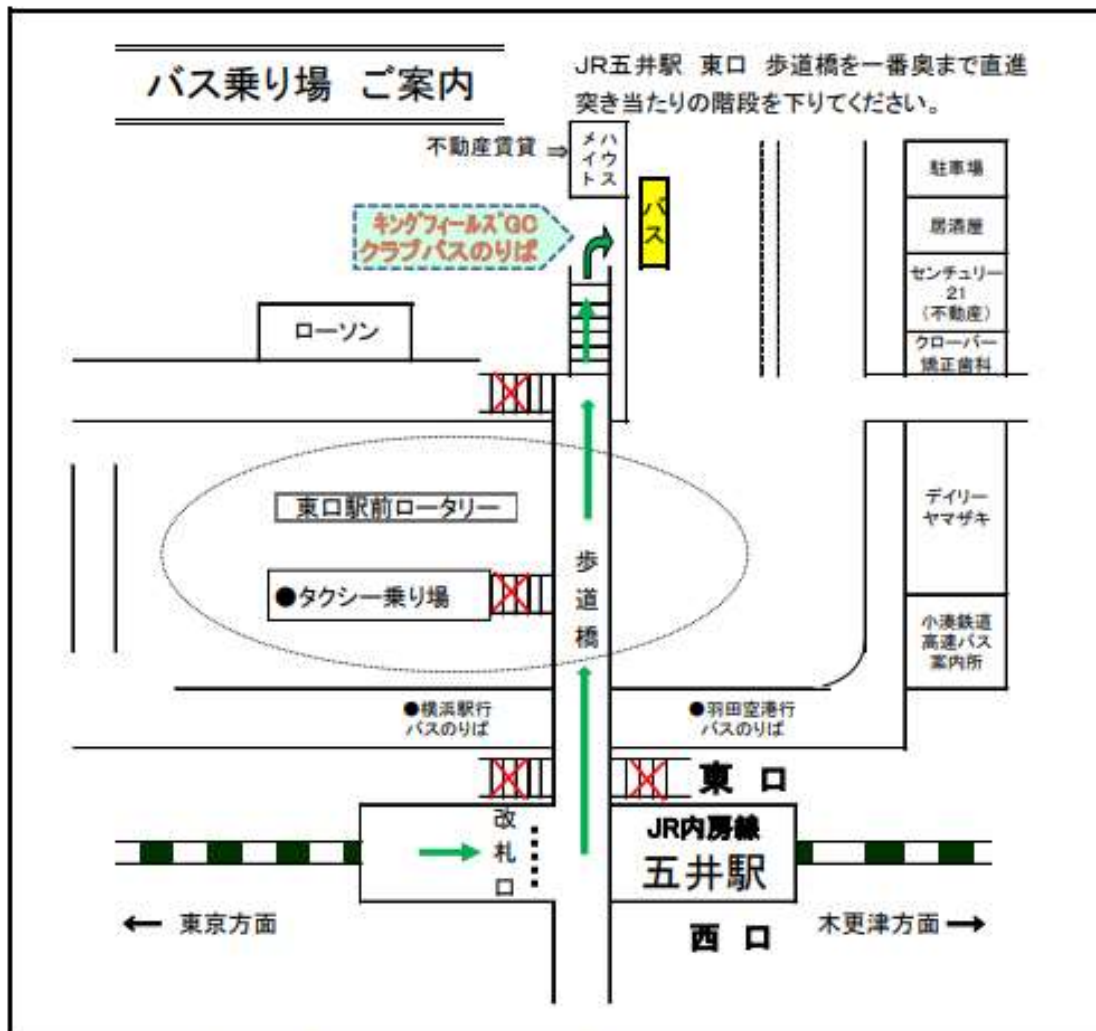 バス乗り場 ご案内
JR五井駅 東口 歩道橋を一番奥まで直進
突き当たりの階段を下りてください。
不動産賃貸 ⇒
ハウス
メイト
バス
キングフィールズGC
クラブバスのりば
駐車場
居酒屋
センチュリー
21
(不動産)
クローバー
矯正歯科
ローソン
東口駅前ロータリー
●タクシー乗り場
歩道橋
デイリー
ヤマザキ
小湊鉄道
高速バス
案内所
●横浜駅行
バスのりば
●羽田空港行
バスのりば
東 口
改札口
JR内房線
五井駅
← 東京方面
西 口
木更津方面 →